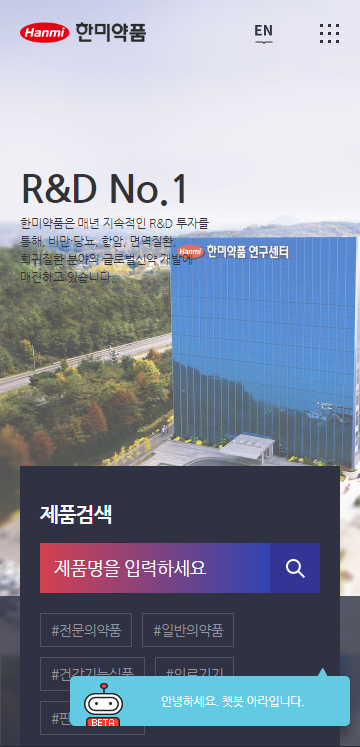 Hanmi 한미약품
EN
R&D No.1
한미약품은 매년 지속적인 R&D 투자를
통해, 비만·당뇨, 항암, 면역질환,
희귀질환 분야의 글로벌신약 개발에
매진하고 있습니다.
Hanmi 한미약품 연구센터
제품검색
제품명을 입력하세요
#전문의약품 #일반의약품
#건강기능식품 #의료기기
안녕하세요. 챗봇 아라입니다.
BETA